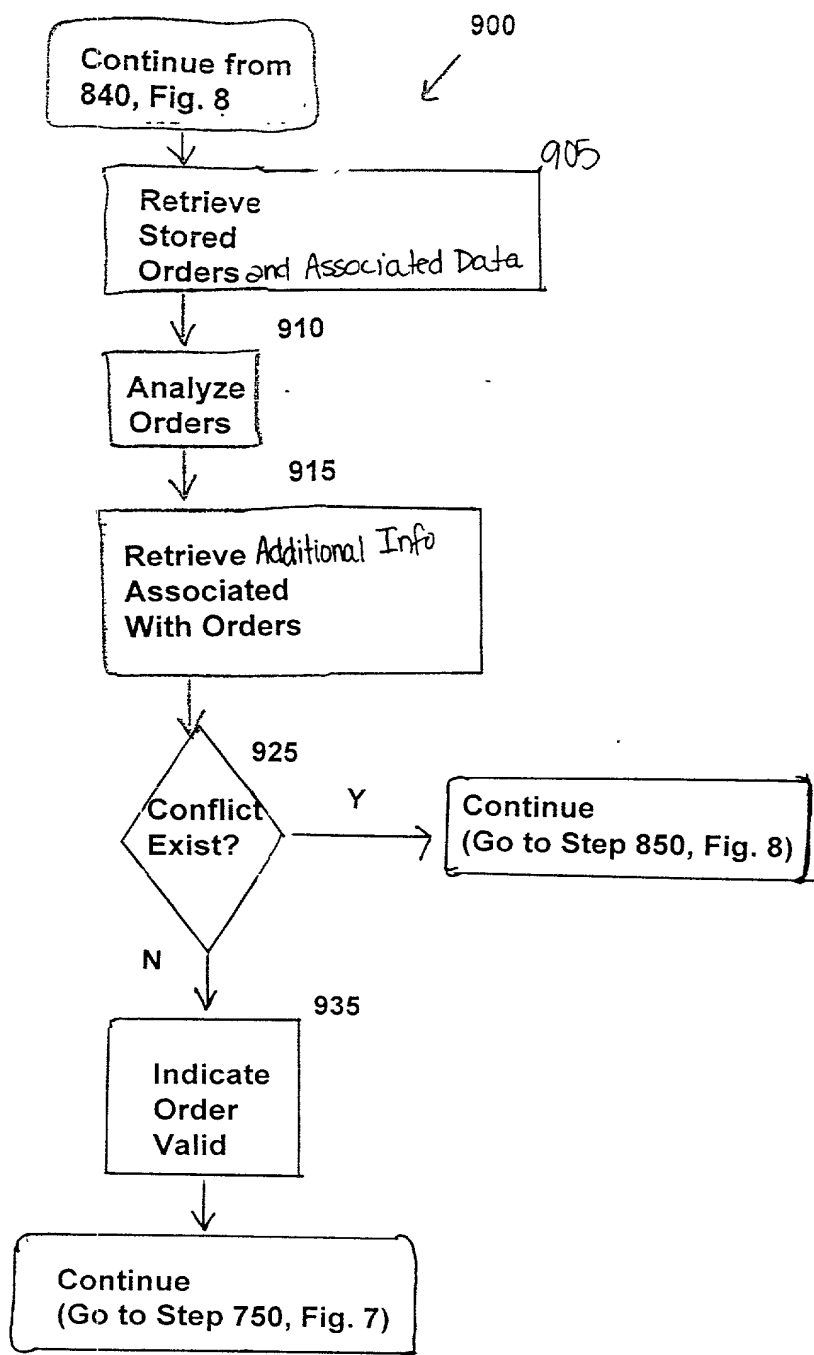 900
Continue from
840, Fig. 8
905
Retrieve
Stored
Orders and Associated Data
910
Analyze
Orders
915
Retrieve Additional Info
Associated
With Orders
925
Conflict
Exist?
Y
Continue
(Go to Step 850, Fig. 8)
N
935
Indicate
Order
Valid
Continue
(Go to Step 750, Fig. 7)